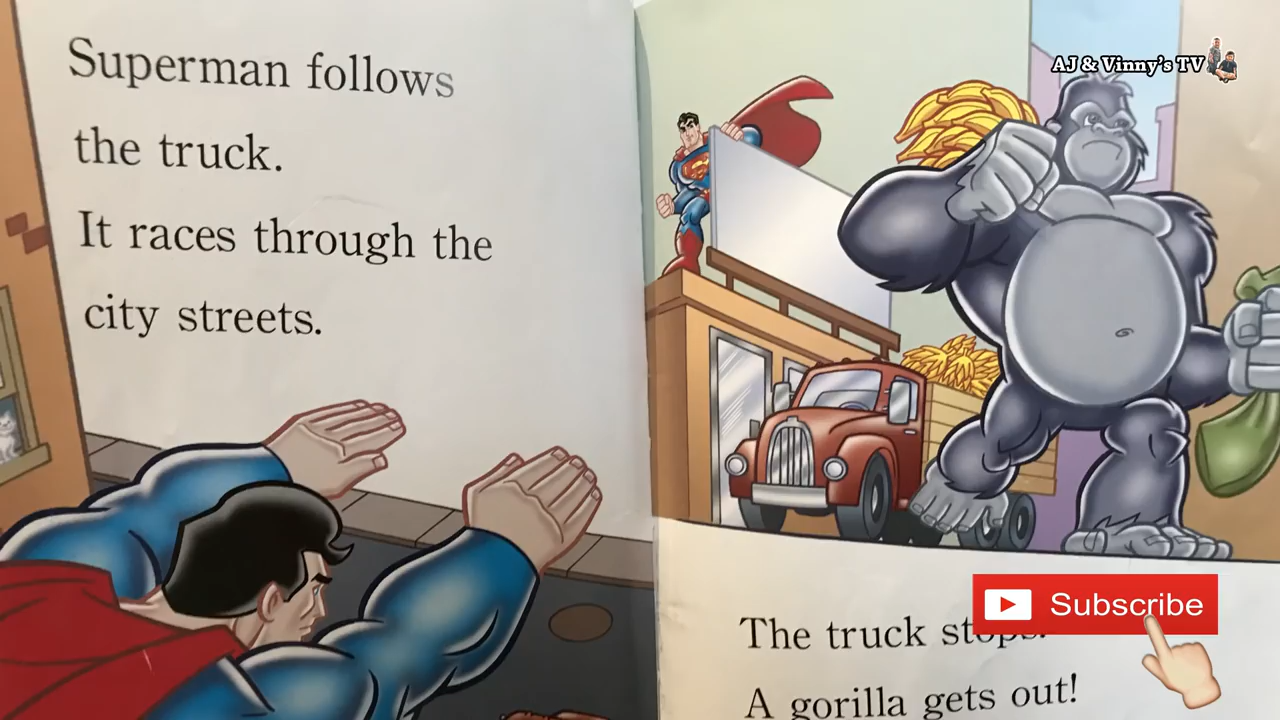 Superman follows
the truck.
It races through the
city streets.
AJ & Vinny's TV
The truck stops.
Subscribe
A gorilla gets out!